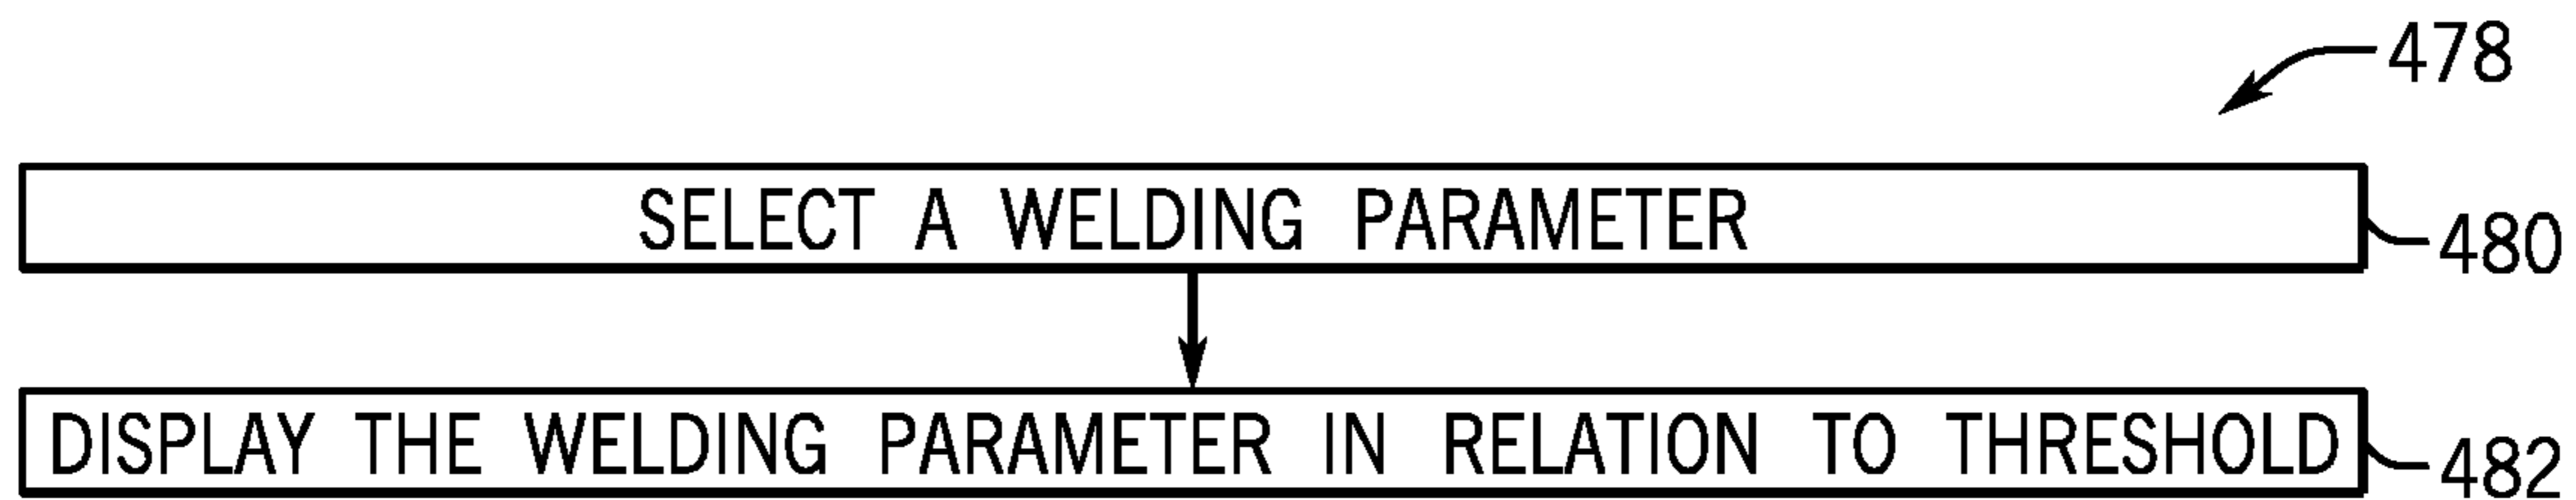 478
SELECT A WELDING PARAMETER
480
DISPLAY THE WELDING PARAMETER IN RELATION TO THRESHOLD
482